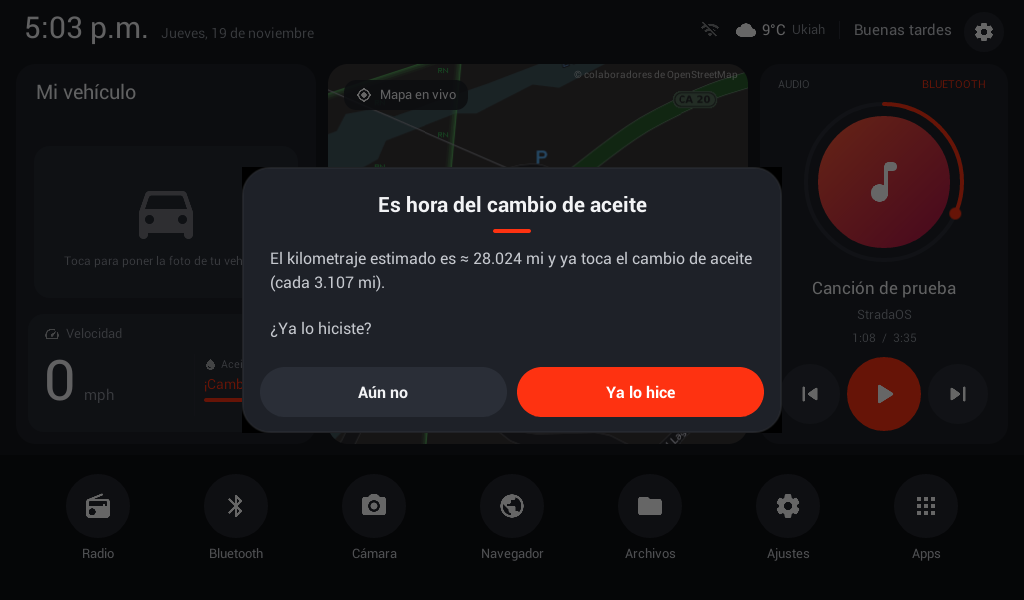 5:03 p.m. Jueves, 19 de noviembre
9°C Ukiah
Buenas tardes
Mi vehículo
Toca para poner la foto de tu veh
Velocidad
0 mph
Acei
¡Camb
Mapa en vivo
© colaboradores de OpenStreetMap
RN
CA 20
RN
RN
P
Es hora del cambio de aceite
El kilometraje estimado es ≈ 28.024 mi y ya toca el cambio de aceite
(cada 3.107 mi).
¿Ya lo hiciste?
Aún no
Ya lo hice
AUDIO
BLUETOOTH
Canción de prueba
StradaOS
1:08 / 3:35
Radio
Bluetooth
Cámara
Navegador
Archivos
Ajustes
Apps